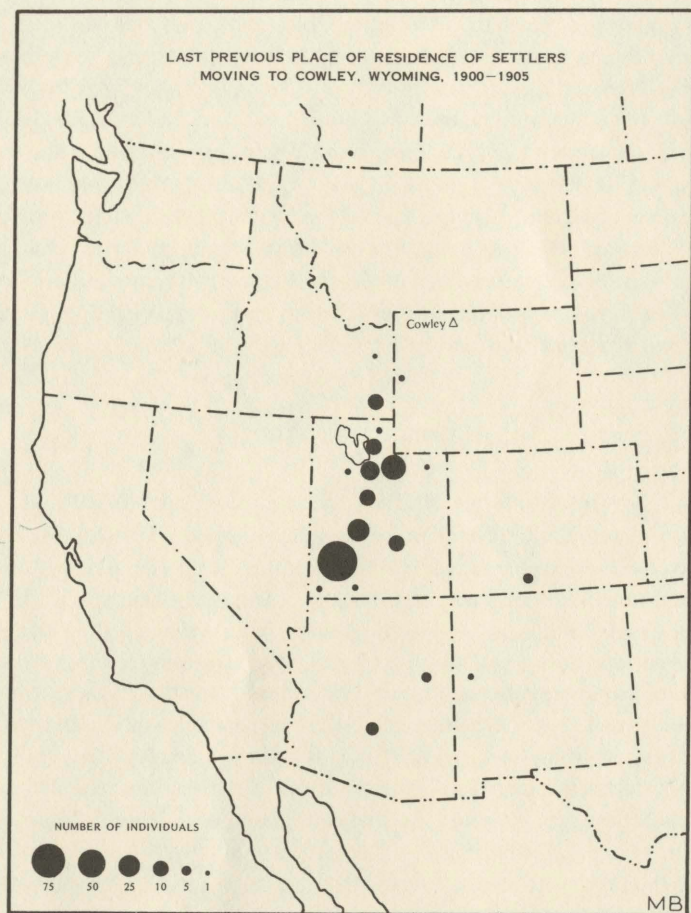 LAST PREVIOUS PLACE OF RESIDENCE OF SETTLERS
MOVING TO COWLEY, WYOMING, 1900–1905
Cowley △
NUMBER OF INDIVIDUALS
75 50 25 10 5 1
MB